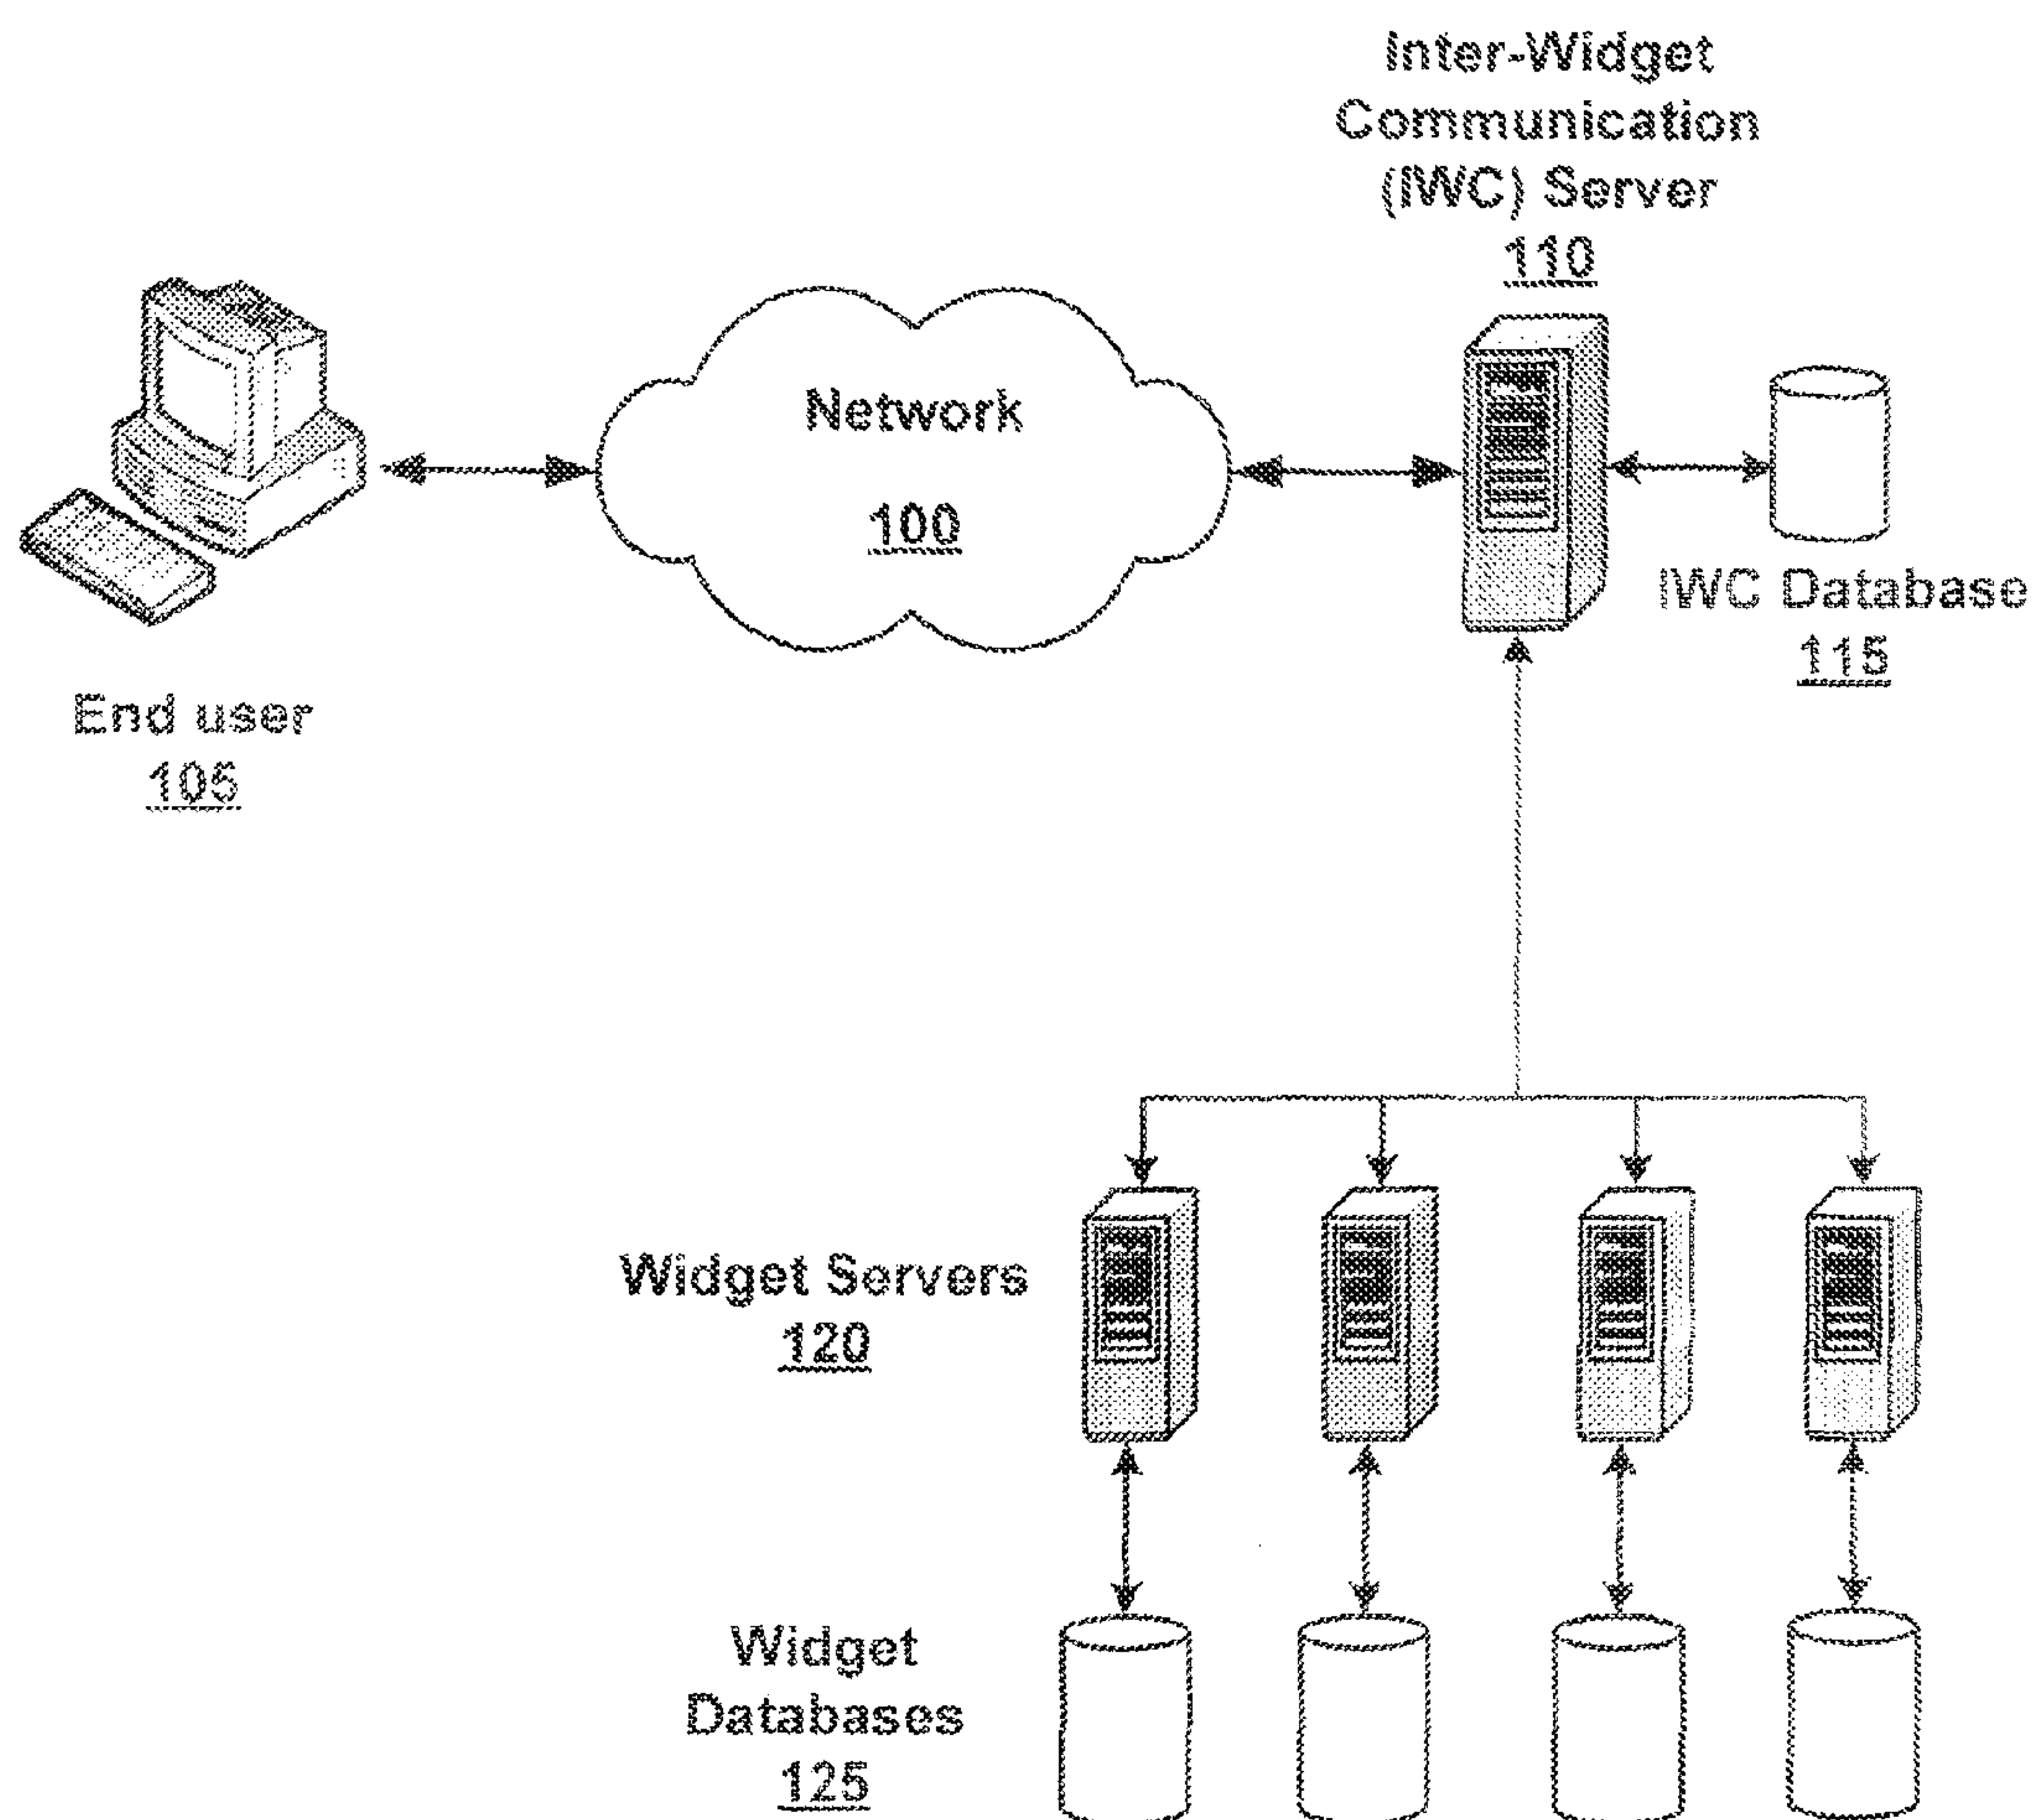 Inter-Widget
Communication
(IWC) Server
110
Network
100
IWC Database
115
End user
105
Widget Servers
120
Widget
Databases
125